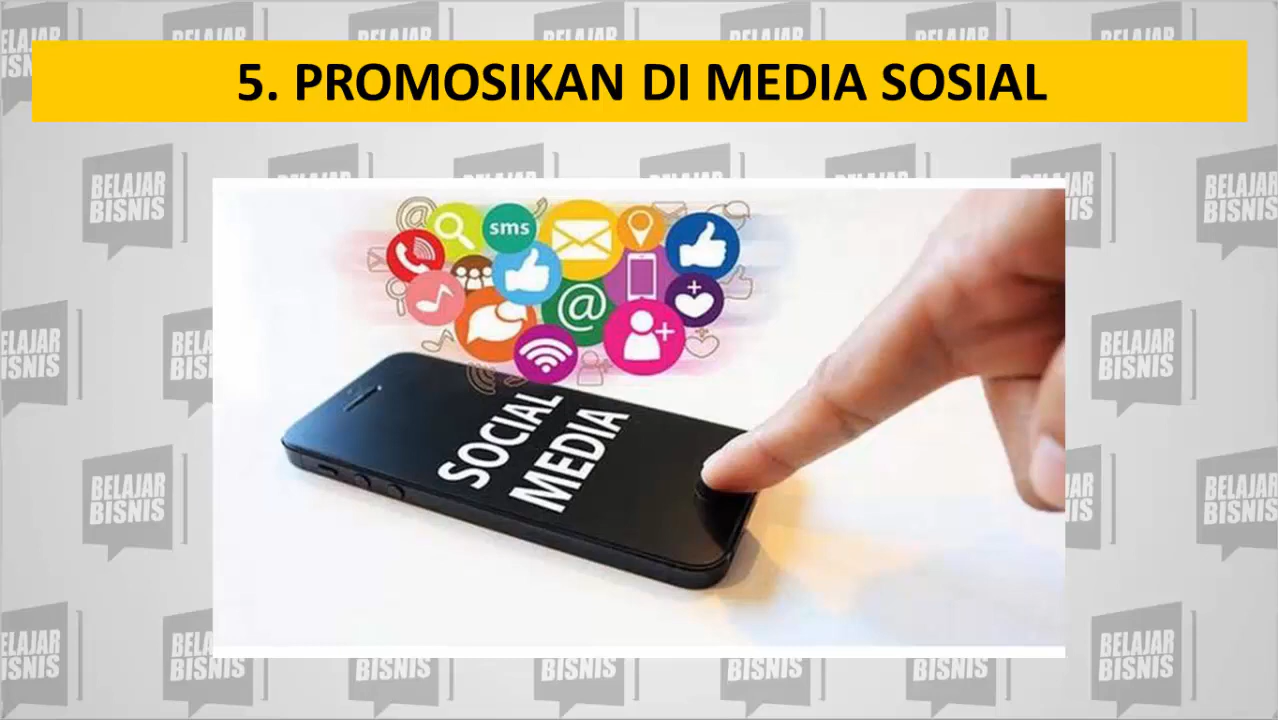 5. PROMOSIKAN DI MEDIA SOSIAL
sms
SOCIAL
MEDIA
BELAJAR
BISNIS